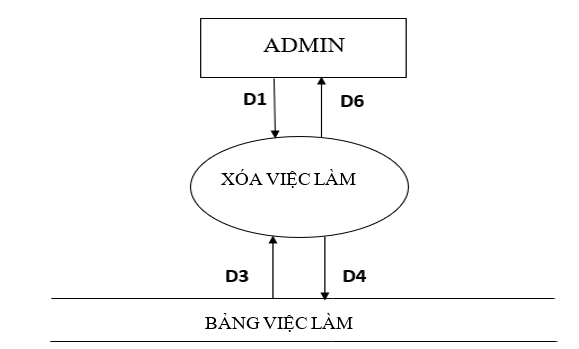 ADMIN
D1
D6
XÓA VIỆC LÀM
D3
D4
BẢNG VIỆC LÀM